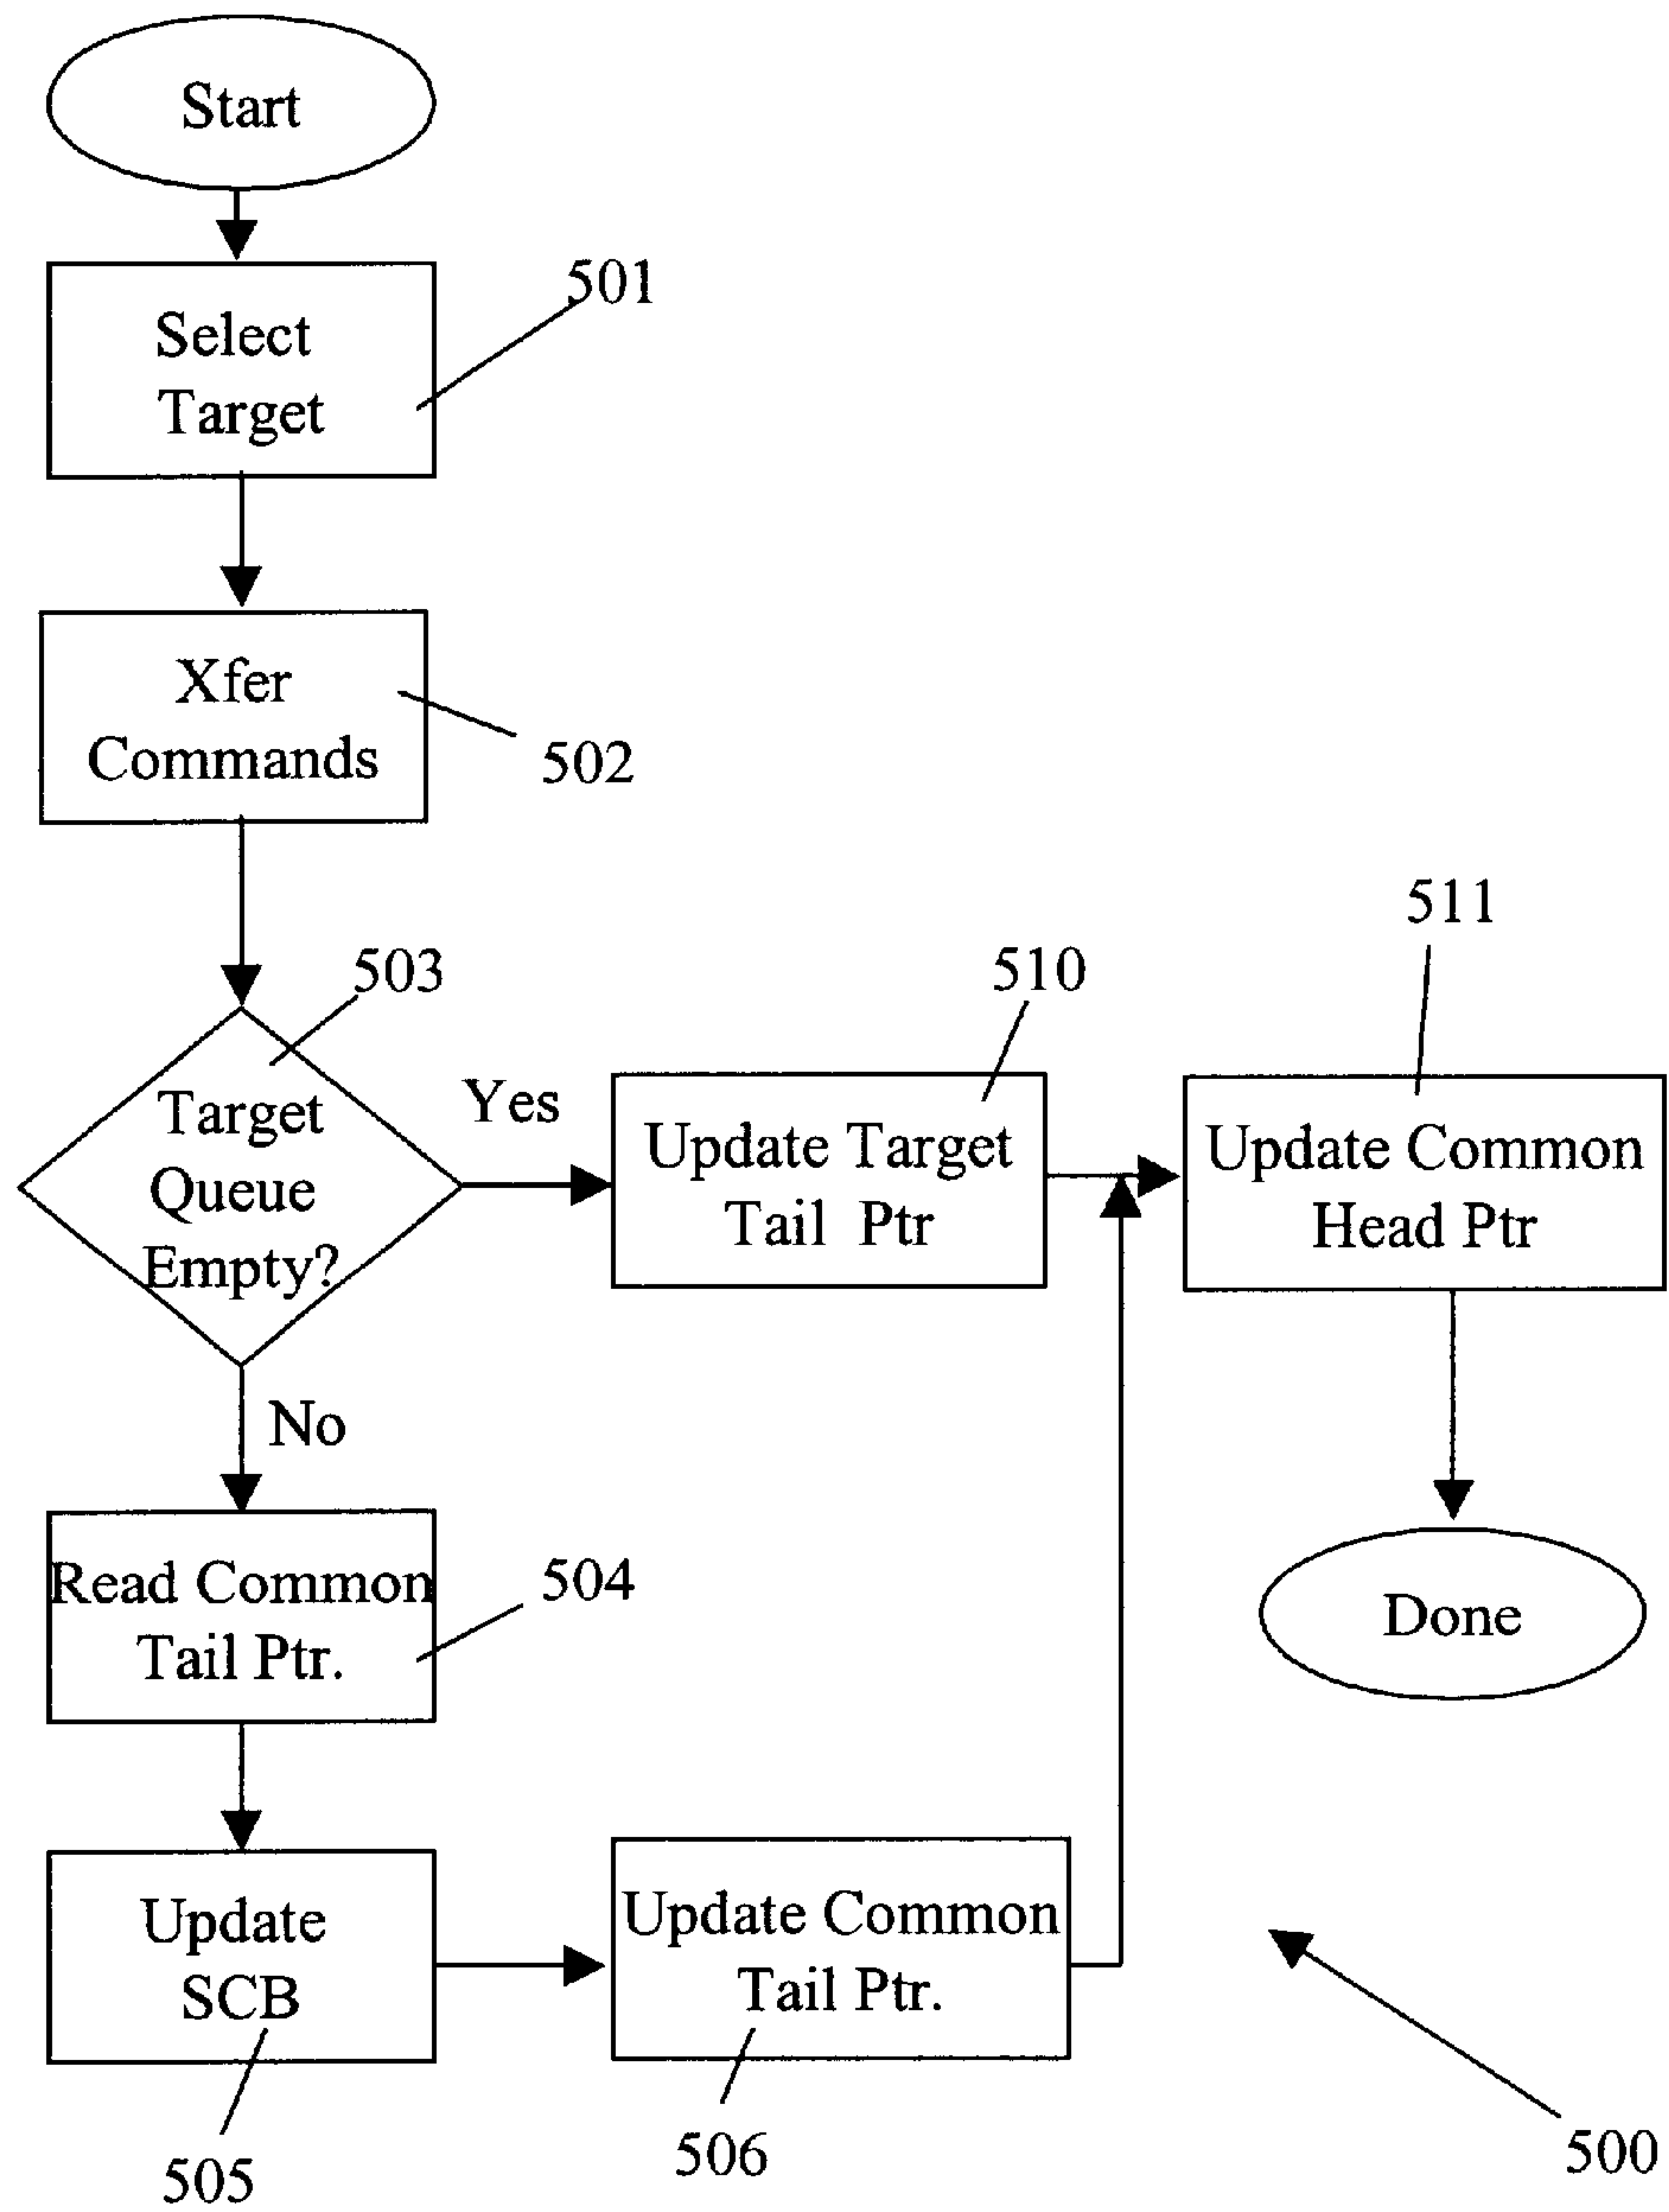 Start
501
Select
Target
Xfer
Commands
502
503
Target
Queue
Empty?
Yes
510
Update Target
Tail Ptr
511
Update Common
Head Ptr
No
Read Common
Tail Ptr.
504
Done
Update
SCB
505
Update Common
Tail Ptr.
506
500